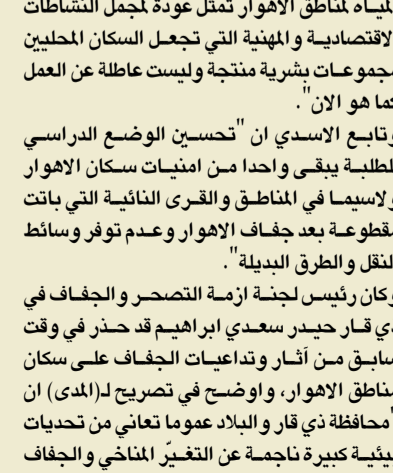 المياه لمناطق الاهوار تمثل عودة لمجمل النشاطات
الاقتصادية والمهنية التي تجعل السكان المحليين
مجموعات بشرية منتجة وليست عاطلة عن العمل
كما هو الان".
وتابع الاسدي ان "تحسين الوضع الدراسي
للطلبة يبقى واحدا من امنيات سكان الاهوار
ولاسيما في المناطق والقرى النائية التي باتت
مقطوعة بعد جفاف الاهوار وعدم توفر وسائط
النقل والطرق البديلة".
وكان رئيس لجنة ازمة التصحر والجفاف في
ذي قار حيدر سعدي ابراهيم قد حذر في وقت
سابق من آثار وتداعيات الجفاف على سكان
مناطق الاهوار، واوضح في تصريح لـ(المدى) ان
"محافظة ذي قار والبلاد عموما تعاني من تحديات
بيئية كبيرة ناجمة عن التغيّر المناخي والجفاف